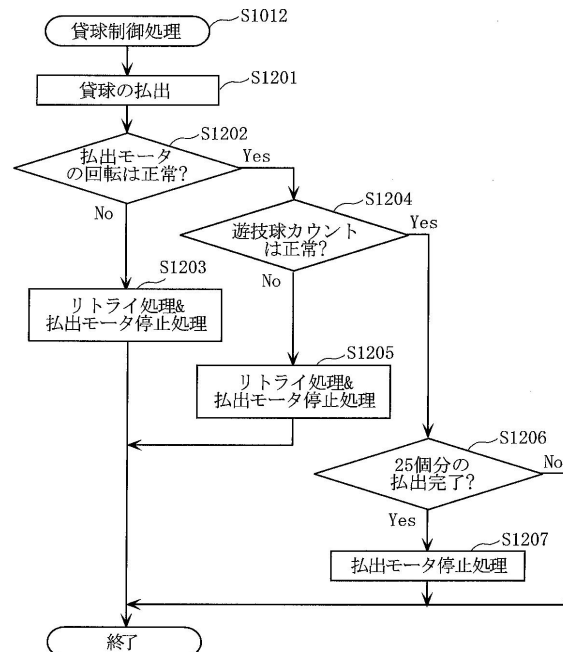 貸球制御処理
S1012
貸球の払出
S1201
払出モータ
の回転は正常?
S1202
Yes
No
遊技球カウント
は正常?
S1204
Yes
No
リトライ処理&
払出モータ停止処理
S1203
リトライ処理&
払出モータ停止処理
S1205
25個分の
払出完了?
S1206
No
Yes
払出モータ停止処理
S1207
終了